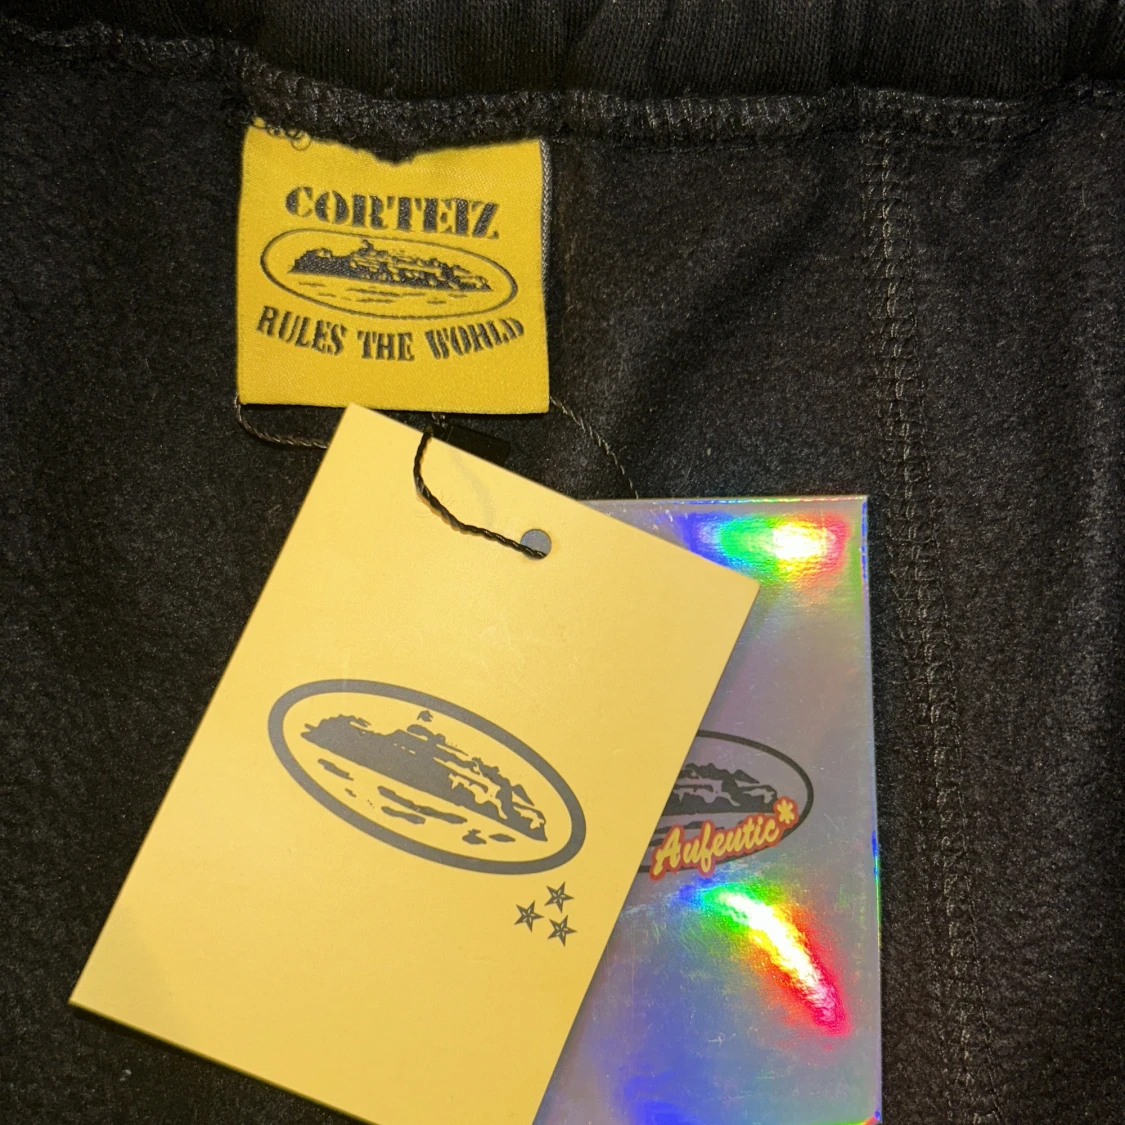 CORTEIZ
RULES THE WORLD
Aufeutic*